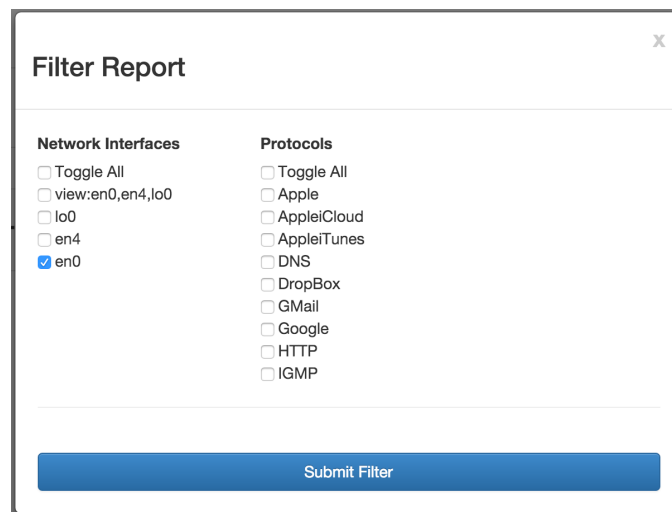 x
Filter Report
Network Interfaces
Toggle All
view:en0,en4,lo0
lo0
en4
en0
Protocols
Toggle All
Apple
AppleiCloud
AppleiTunes
DNS
DropBox
GMail
Google
HTTP
IGMP
Submit Filter